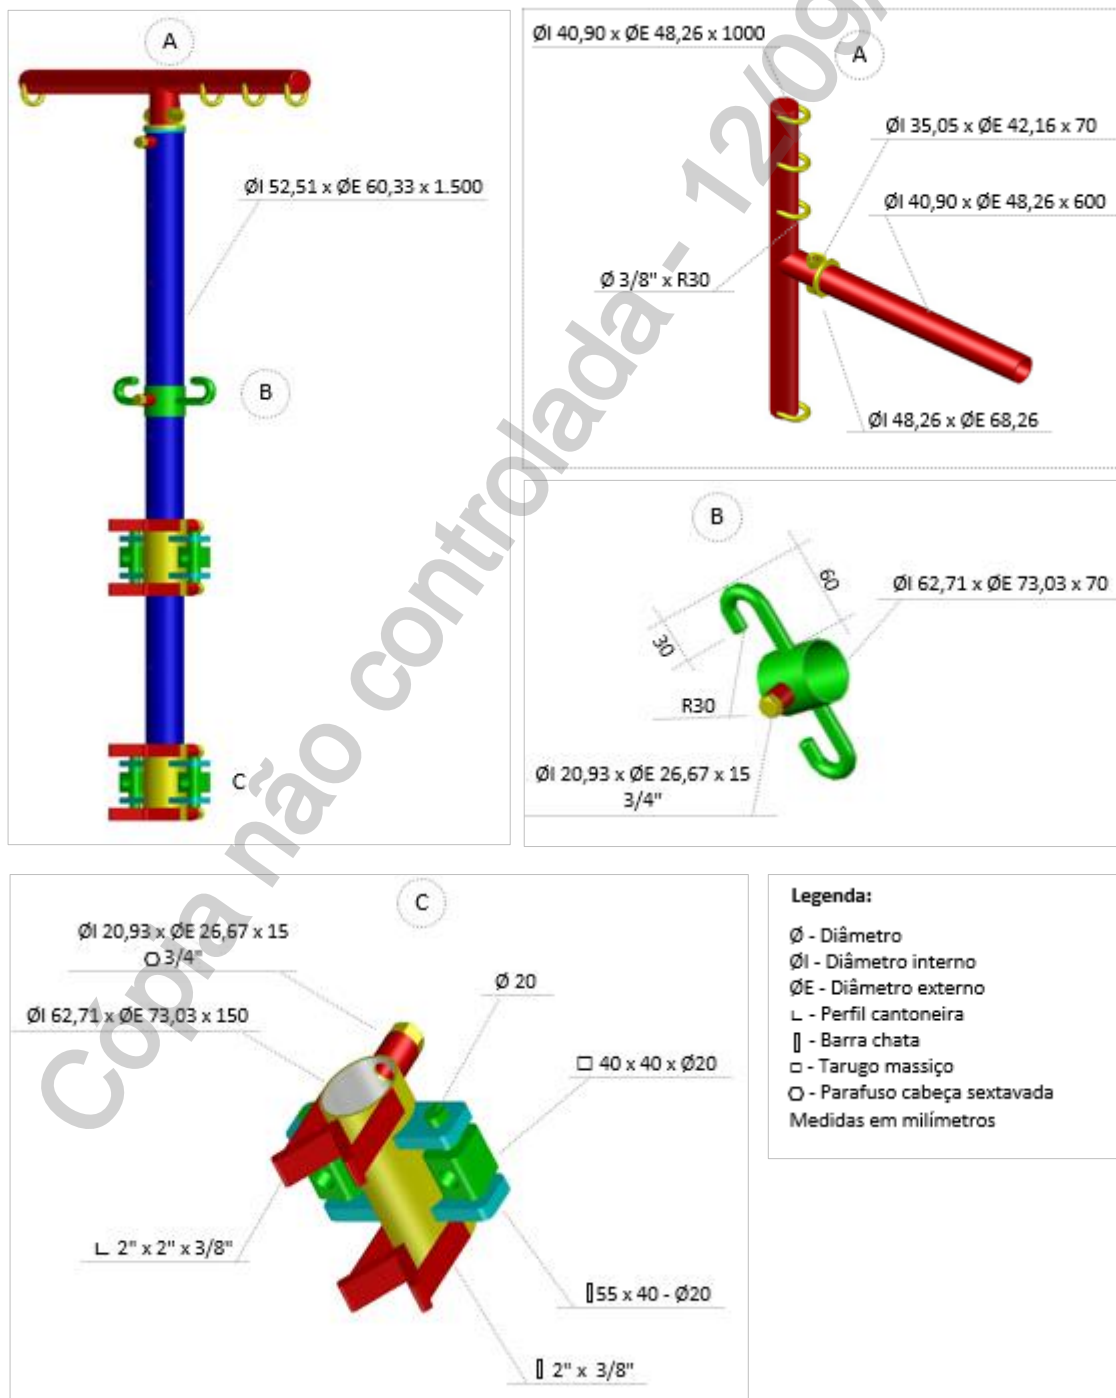 A
ØI 52,51 x ØE 60,33 x 1.500
B
C
ØI 40,90 x ØE 48,26 x 1000
A
ØI 35,05 x ØE 42,16 x 70
ØI 40,90 x ØE 48,26 x 600
Ø 3/8" x R30
ØI 48,26 x ØE 68,26
B
60
ØI 62,71 x ØE 73,03 x 70
30
R30
ØI 20,93 x ØE 26,67 x 15
3/4"
C
ØI 20,93 x ØE 26,67 x 15
3/4"
Ø 20
ØI 62,71 x ØE 73,03 x 150
40 x 40 x Ø20
2" x 2" x 3/8"
55 x 40 - Ø20
2" x 3/8"
Legenda:
Ø - Diâmetro
ØI - Diâmetro interno
ØE - Diâmetro externo
- Perfil cantoneira
- Barra chata
- Tarugo massiço
- Parafuso cabeça sextavada
Medidas em milímetros
Cópia não controlada - 12/09/